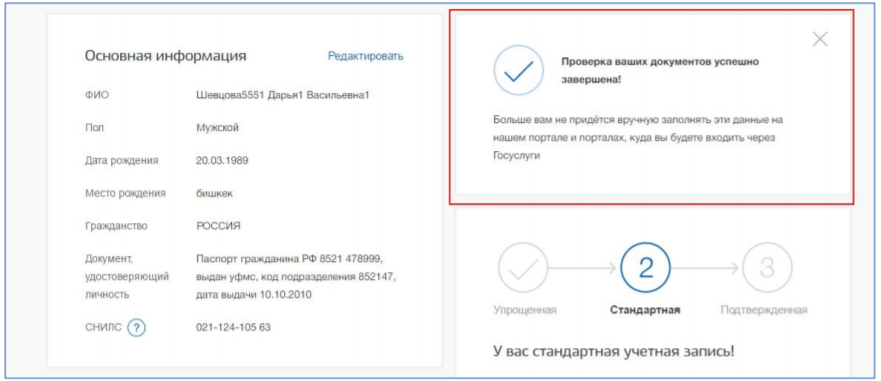 Основная информация Редактировать
ФИО Шевцова5551 Дарья1 Васильевна1
Пол Мужской
Дата рождения 20.03.1989
Место рождения бишкек
Гражданство РОССИЯ
Документ, Паспорт гражданина РФ 8521 478999,
удостоверяющий выдан уфмс, код подразделения 852147,
личность дата выдачи 10.10.2010
СНИЛС ? 021-124-105 63
Проверка ваших документов успешно
завершена!
Больше вам не придётся вручную заполнять эти данные на
нашем портале и порталах, куда вы будете входить через
Госуслуги
2 3
Упрощенная Стандартная Подтвержденная
У вас стандартная учетная запись!